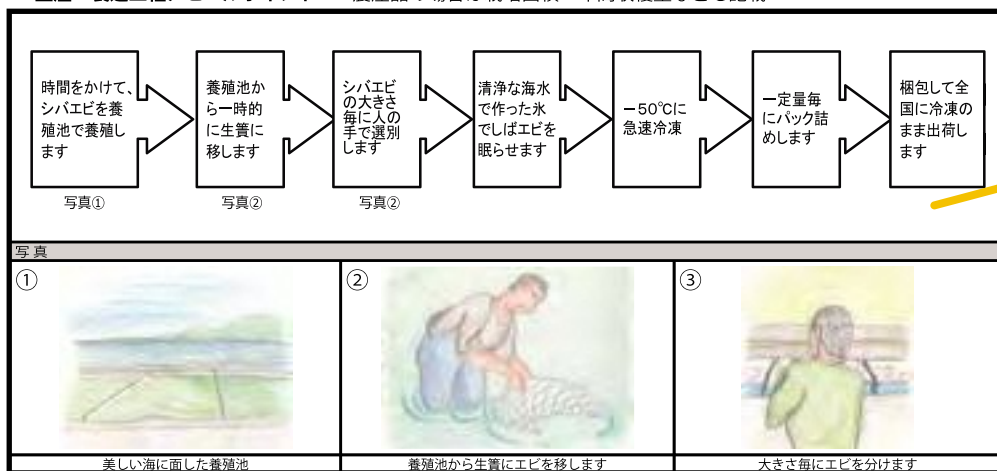 時間をかけて、
シバエビを養
殖池で養殖し
ます
養殖池か
ら一時的
に生簀に
移します
シバエビ
の大きさ
毎に人の
手で選別
します
清浄な海水
で作った氷
でしばエビを
眠らせます
−50℃に
急速冷凍
一定量毎
にパック詰
めします
梱包して全
国に冷凍の
まま出荷し
ます
写真①
写真②
写真②
写真
①
②
③
美しい海に面した養殖池
養殖池から生簀にエビを移します
大きさ毎にエビを分けます